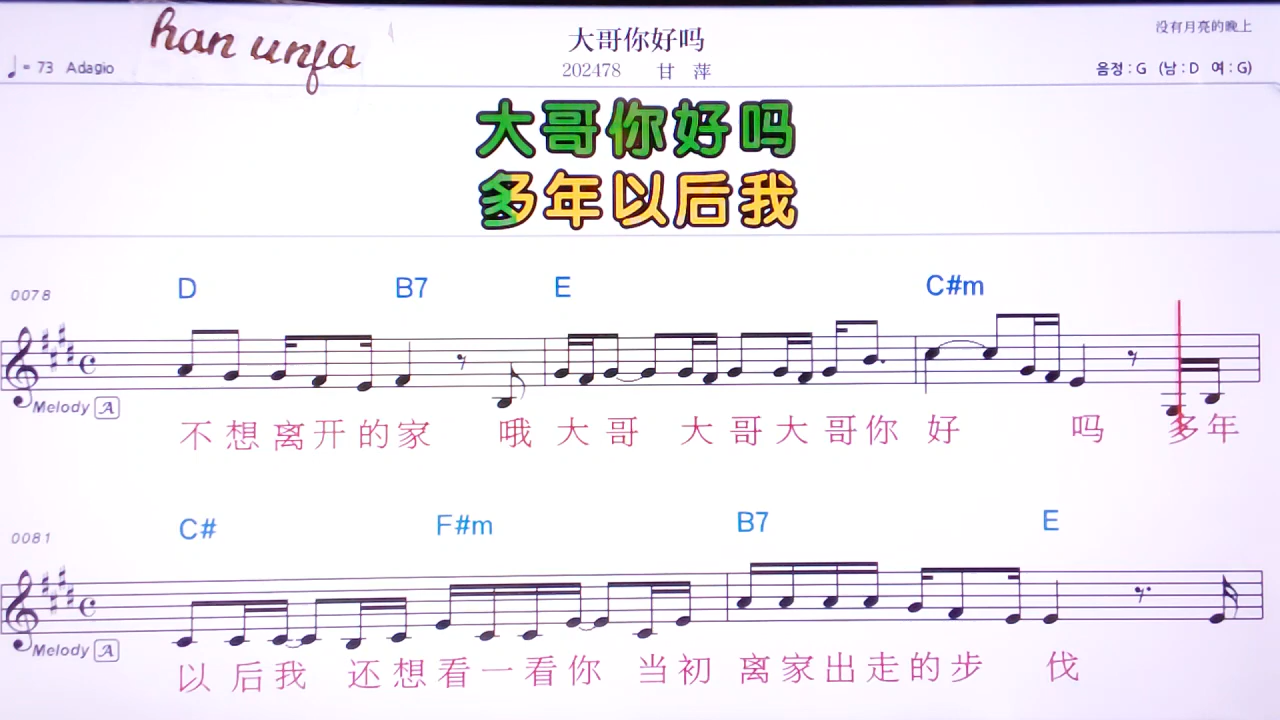 han unfa
大哥你好吗
没有月亮的晚上
♩= 73 Adagio
202478 甘 萍
음정 : G (남 : D 여 : G)
大哥你好吗
多年以后我
0078
D B7 E C#m
Melody A
不想离开的家 哦大哥 大哥大哥你好 吗 多年
0081
C# F#m B7 E
Melody A
以后我 还想看一看你 当初 离家出走的步 伐